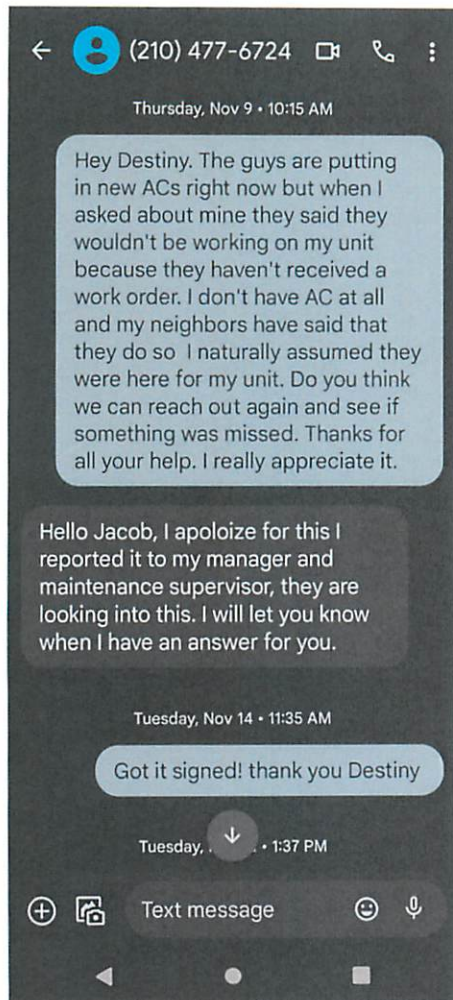 (210) 477-6724
Thursday, Nov 9 • 10:15 AM
Hey Destiny. The guys are putting
in new ACs right now but when I
asked about mine they said they
wouldn't be working on my unit
because they haven't received a
work order. I don't have AC at all
and my neighbors have said that
they do so I naturally assumed they
were here for my unit. Do you think
we can reach out again and see if
something was missed. Thanks for
all your help. I really appreciate it.
Hello Jacob, I apoloize for this I
reported it to my manager and
maintenance supervisor, they are
looking into this. I will let you know
when I have an answer for you.
Tuesday, Nov 14 • 11:35 AM
Got it signed! thank you Destiny
Tuesday, • 1:37 PM
Text message